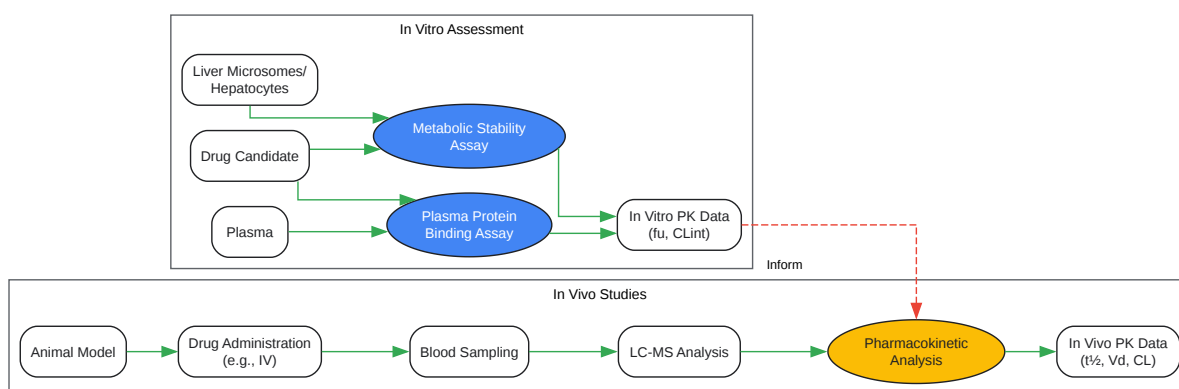 In Vitro Assessment
Liver Microsomes/
Hepatocytes
Metabolic Stability
Assay
Drug Candidate
Plasma Protein
Binding Assay
Plasma
In Vitro PK Data
(fu, CLint)
Inform
In Vivo Studies
Animal Model
Drug Administration
(e.g., IV)
Blood Sampling
LC-MS Analysis
Pharmacokinetic
Analysis
In Vivo PK Data
(t½, Vd, CL)